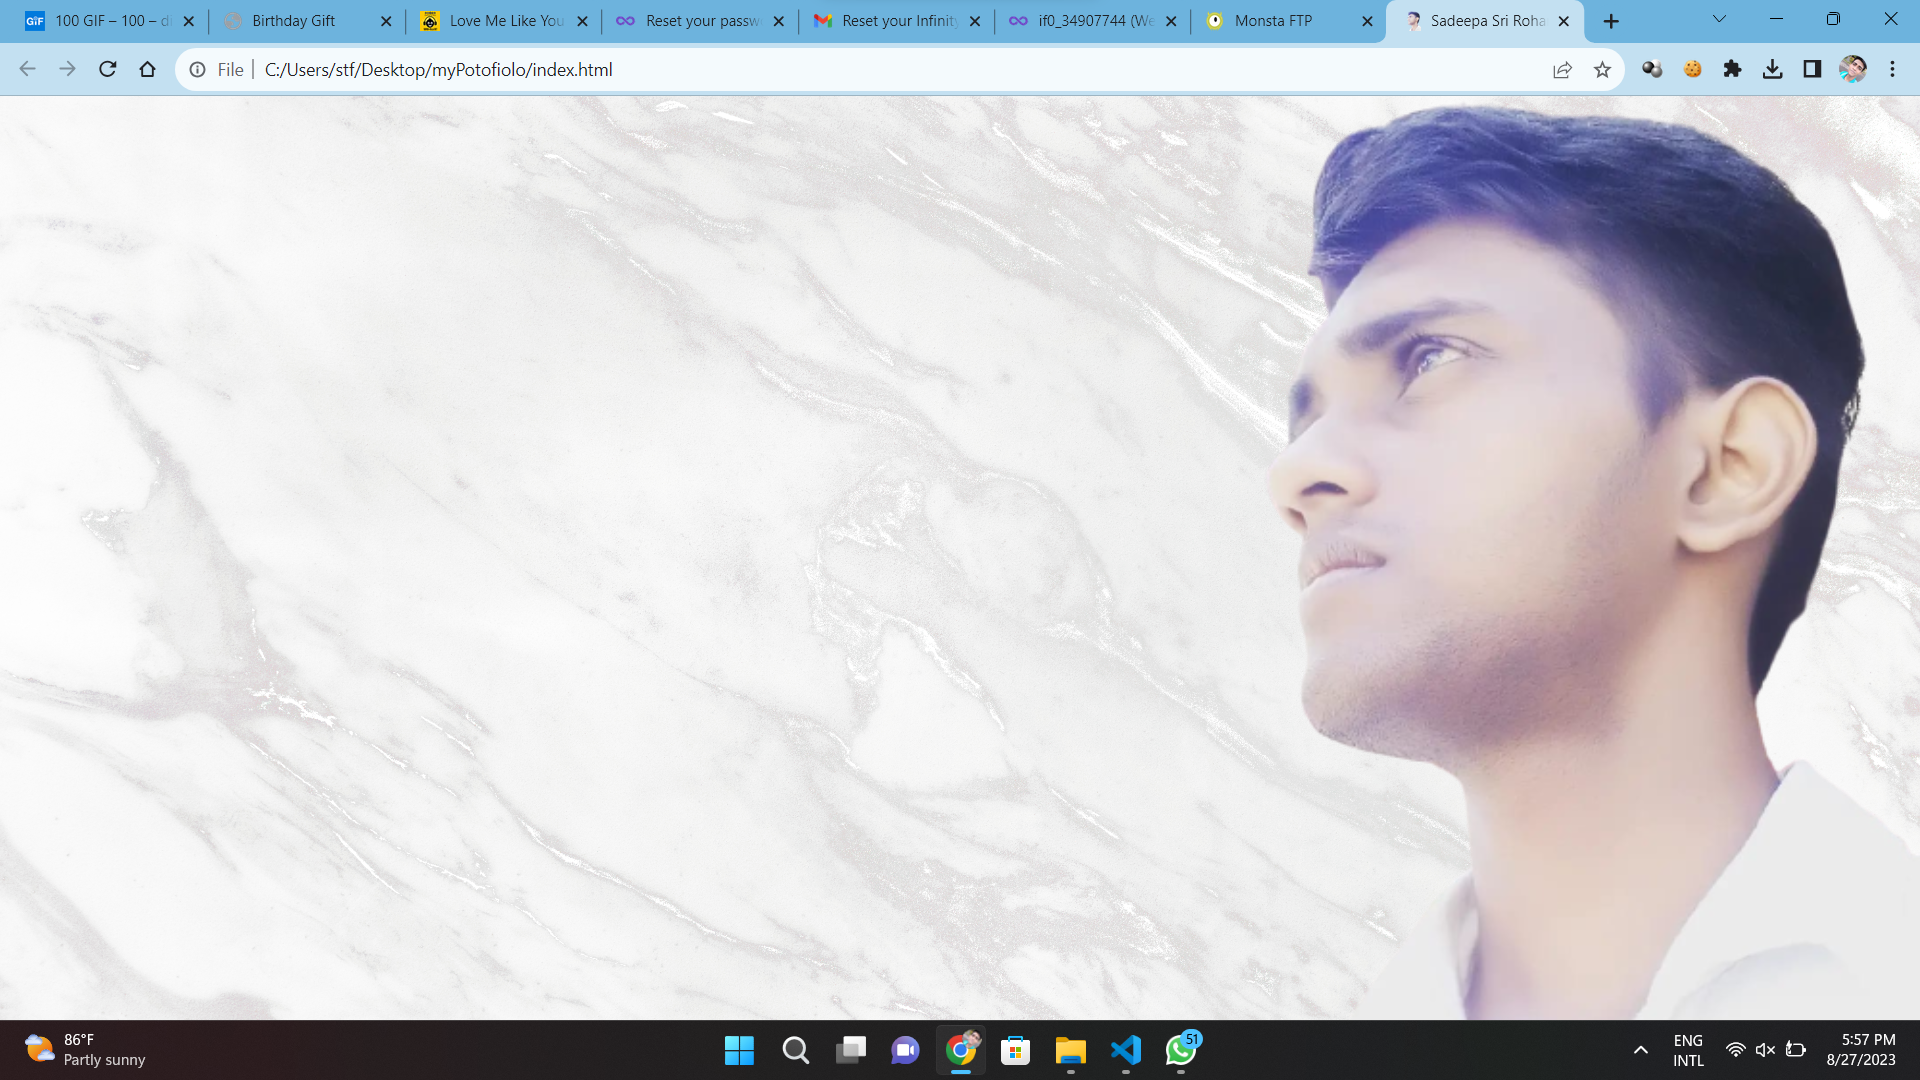 GIF 100 GIF – 100 – di
Birthday Gift
Love Me Like You
Reset your passw
Reset your Infinity
if0_34907744 (We
Monsta FTP
Sadeepa Sri Roha
File C:/Users/stf/Desktop/myPotofiolo/index.html
86°F
Partly sunny
51
ENG
INTL
5:57 PM
8/27/2023